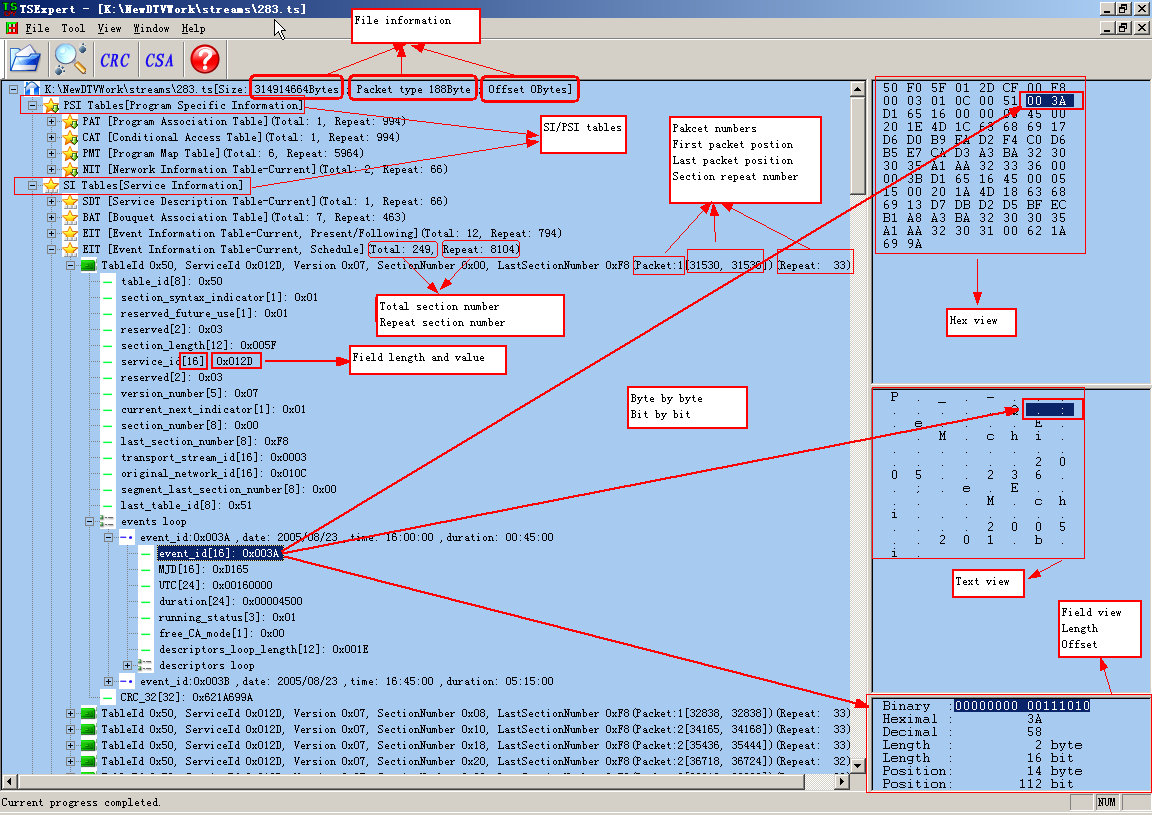 TSExpert - [K:\NewDTVWork\streams\283.ts]
File Tool View Window Help
CRC CSA
File information
K:\NewDTVWork\streams\283.ts[Size: 314914664Bytes, Packet type 188Byte, Offset 0Bytes]
PSI Tables[Program Specific Information]
PAT [Program Association Table](Total: 1, Repeat: 994)
CAT [Conditional Access Table](Total: 1, Repeat: 994)
PMT [Program Map Table](Total: 6, Repeat: 5964)
NIT [Nerwork Information Table-Current](Total: 2, Repeat: 66)
SI Tables[Service Information]
SDT [Service Description Table-Current](Total: 1, Repeat: 66)
BAT [Bouquet Association Table](Total: 7, Repeat: 463)
EIT [Event Information Table-Current, Present/Following](Total: 12, Repeat: 794)
EIT [Event Information Table-Current, Schedule](Total: 249, Repeat: 8104)
TableId 0x50, ServiceId 0x012D, Version 0x07, SectionNumber 0x00, LastSectionNumber 0xF8(Packet:1[31530, 31530])(Repeat: 33)
table_id[8]: 0x50
section_syntax_indicator[1]: 0x01
reserved_future_use[1]: 0x01
reserved[2]: 0x03
section_length[12]: 0x005F
service_id[16]: 0x012D
reserved[2]: 0x03
version_number[5]: 0x07
current_next_indicator[1]: 0x01
section_number[8]: 0x00
last_section_number[8]: 0xF8
transport_stream_id[16]: 0x0003
original_network_id[16]: 0x010C
segment_last_section_number[8]: 0x00
last_table_id[8]: 0x51
events loop
event_id:0x003A ,date: 2005/08/23 ,time: 16:00:00 ,duration: 00:45:00
event_id[16]: 0x003A
MJD[16]: 0xD165
UTC[24]: 0x00160000
duration[24]: 0x00004500
running_status[3]: 0x01
free_CA_mode[1]: 0x00
descriptors_loop_length[12]: 0x001E
descriptors loop
event_id:0x003B ,date: 2005/08/23 ,time: 16:45:00 ,duration: 05:15:00
CRC_32[32]: 0x621A699A
TableId 0x50, ServiceId 0x012D, Version 0x07, SectionNumber 0x08, LastSectionNumber 0xF8(Packet:1[32838, 32838])(Repeat: 33)
TableId 0x50, ServiceId 0x012D, Version 0x07, SectionNumber 0x10, LastSectionNumber 0xF8(Packet:2[34165, 34168])(Repeat: 33)
TableId 0x50, ServiceId 0x012D, Version 0x07, SectionNumber 0x18, LastSectionNumber 0xF8(Packet:2[35436, 35444])(Repeat: 33)
TableId 0x50, ServiceId 0x012D, Version 0x07, SectionNumber 0x20, LastSectionNumber 0xF8(Packet:2[36718, 36724])(Repeat: 32)
SI/PSI tables
Pakcet numbers
First packet postion
Last packet povition
Section repeat number
Total section number
Repeat section number
Field length and value
Byte by byte
Bit by bit
50 F0 5F 01 2D CF 00 F8
00 03 01 0C 00 51 00 3A
D1 65 16 00 00 00 45 00
20 1E 4D 1C 63 68 69 17
D6 D0 B9 FA D2 F4 C0 D6
B5 E7 CA D3 A3 BA 32 30
30 35 A1 AA 32 33 36 00
00 3B D1 65 16 45 00 05
15 00 20 1A 4D 18 63 68
69 13 D7 DB D2 D5 BF EC
B1 A8 A3 BA 32 30 30 35
A1 AA 32 30 31 00 62 1A
69 9A
Hex view
P . _ . - . . .
. . . . . Q . :
. e . . . . E .
. . M . c h i .
. . . . . . . .
. . . . . . 2 0
0 5 . . 2 3 6 .
. ; . e . E . .
. . . . M . c h
i . . . . . . .
. . . . 2 0 0 5
. . 2 0 1 . b .
i .
Text view
Field view
Length
Offset
Binary : 00000000 00111010
Heximal : 3A
Decimal : 58
Length : 2 byte
Length : 16 bit
Position: 14 byte
Position: 112 bit
Current progress completed.
NUM